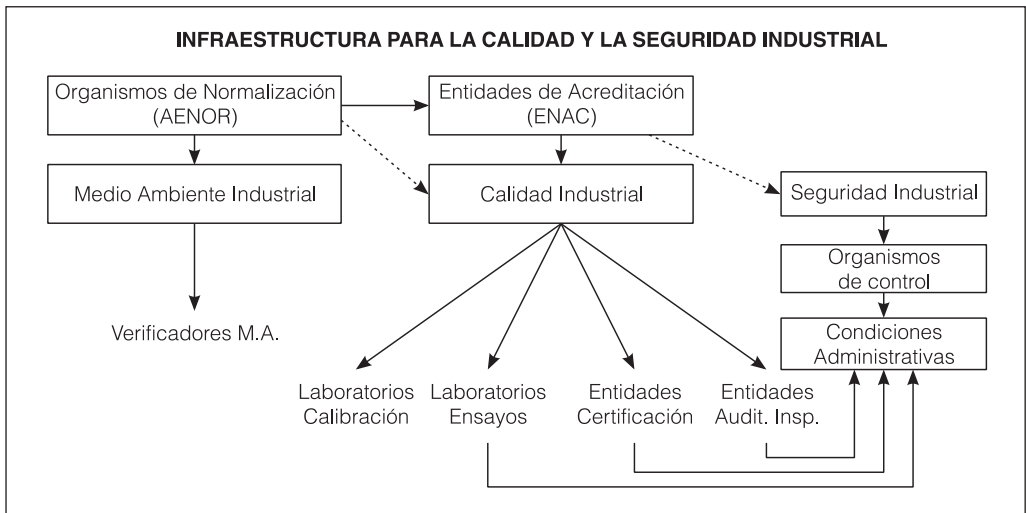 INFRAESTRUCTURA PARA LA CALIDAD Y LA SEGURIDAD INDUSTRIAL
Organismos de Normalización
(AENOR)
Entidades de Acreditación
(ENAC)
Medio Ambiente Industrial
Calidad Industrial
Seguridad Industrial
Organismos
de control
Verificadores M.A.
Condiciones
Administrativas
Laboratorios
Calibración
Laboratorios
Ensayos
Entidades
Certificación
Entidades
Audit. Insp.